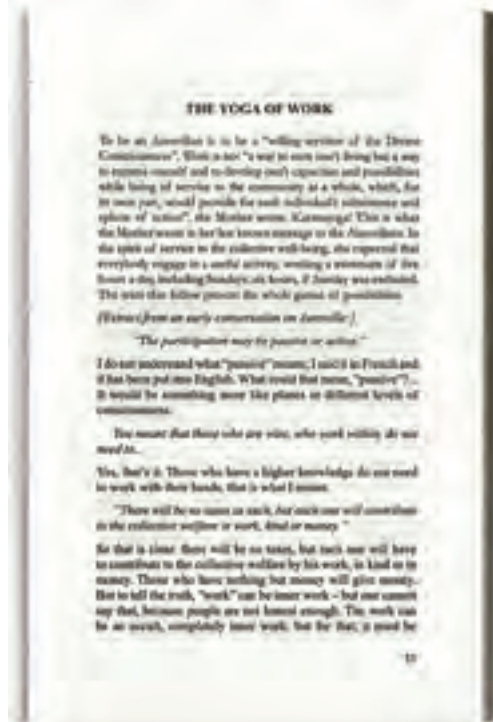 THE YOGA OF WORK
To be an Aurovilian is to be a "willing servitor of the Divine
Consciousness". Work is not "a way to earn one's living but a way
to express oneself and to develop one's capacities and possibilities
while being of service to the community as a whole, which, for
its own part, would provide for each individual's subsistence and
sphere of action", the Mother wrote. Karmayoga! This is what
the Mother wrote in her last known message to the Aurovilians. In
the spirit of service to the collective well-being, she expected that
everybody engage in a useful activity, working a minimum of five
hours a day, including Sundays; six hours, if Sunday was excluded.
The texts that follow present the whole gamut of possibilities.
[Extract from an early conversation on Auroville:]
"The participation may be passive or active."
I do not understand what "passive" means; I said it in French and
it has been put into English. What could that mean, "passive"?...
It would be something more like planes or different levels of
consciousness.
You meant that those who are wise, who work within, do not
need to...
Yes, that's it. Those who have a higher knowledge do not need
to work with their hands, that is what I meant.
"There will be no taxes as such, but each one will contribute
to the collective welfare in work, kind or money."
So that is clear: there will be no taxes, but each one will have
to contribute to the collective welfare by his work, in kind or in
money. Those who have nothing but money will give money.
But to tell the truth, "work" can be inner work – but one cannot
say that, because people are not honest enough. The work can
be an occult, completely inner work; but for that, it must be